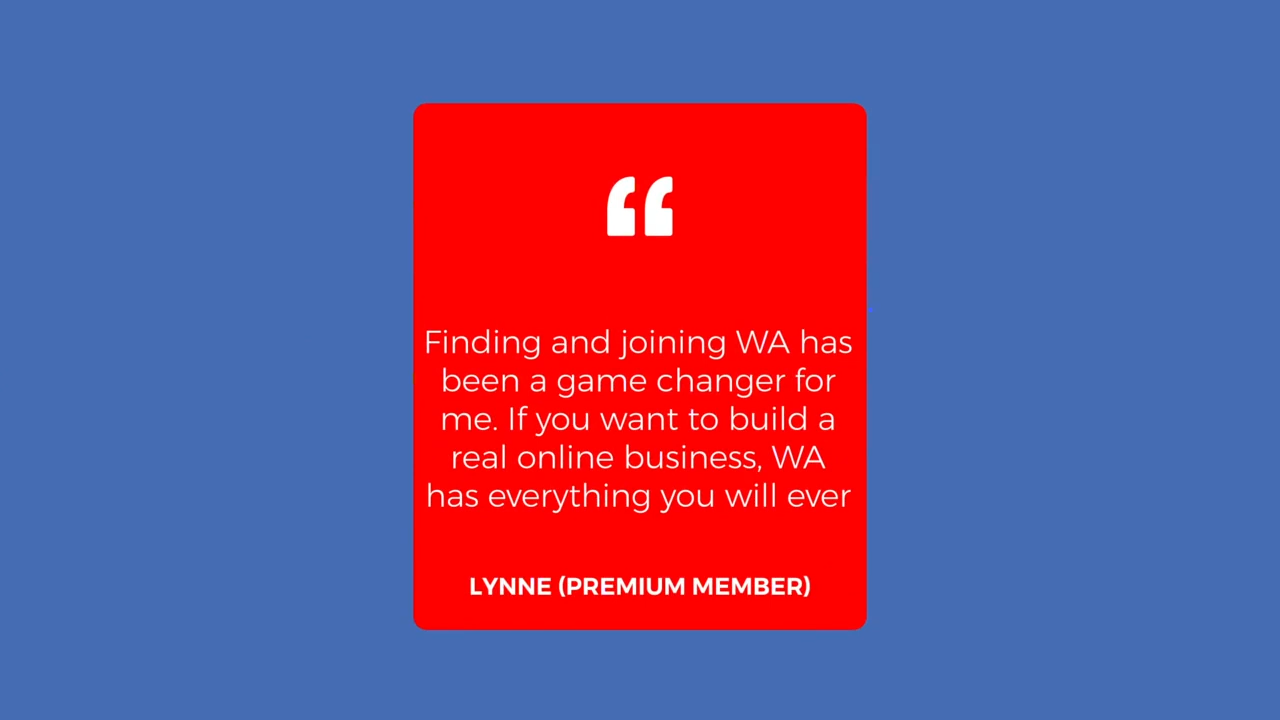 “
Finding and joining WA has
been a game changer for
me. If you want to build a
real online business, WA
has everything you will ever
LYNNE (PREMIUM MEMBER)